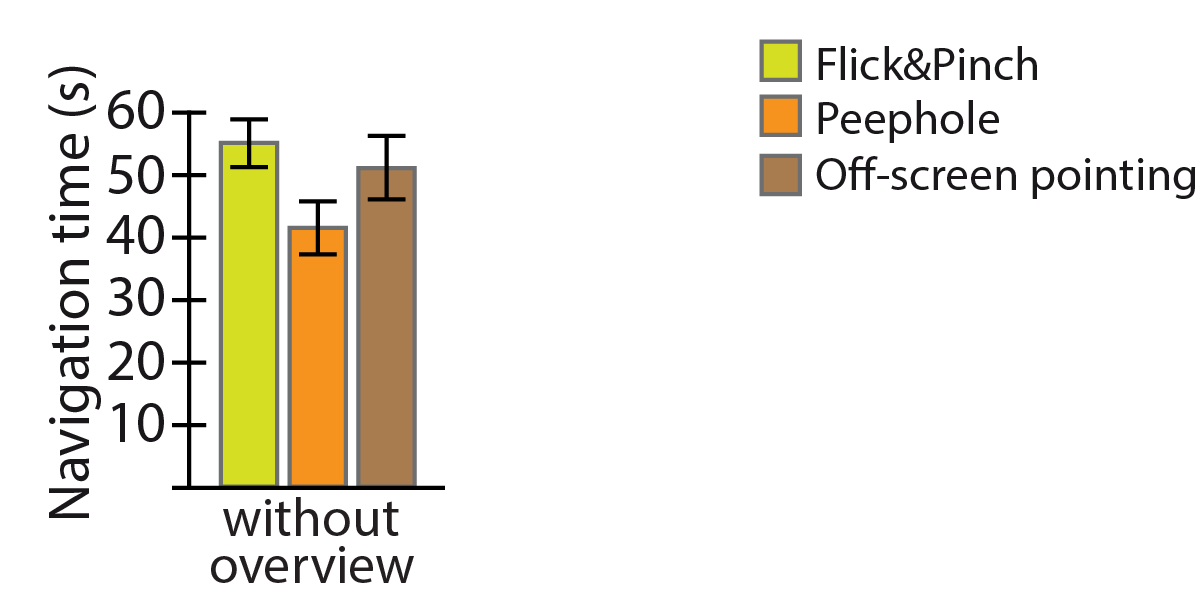 Navigation time (s)
60
50
40
30
20
10
without
overview
Flick&Pinch
Peephole
Off-screen pointing